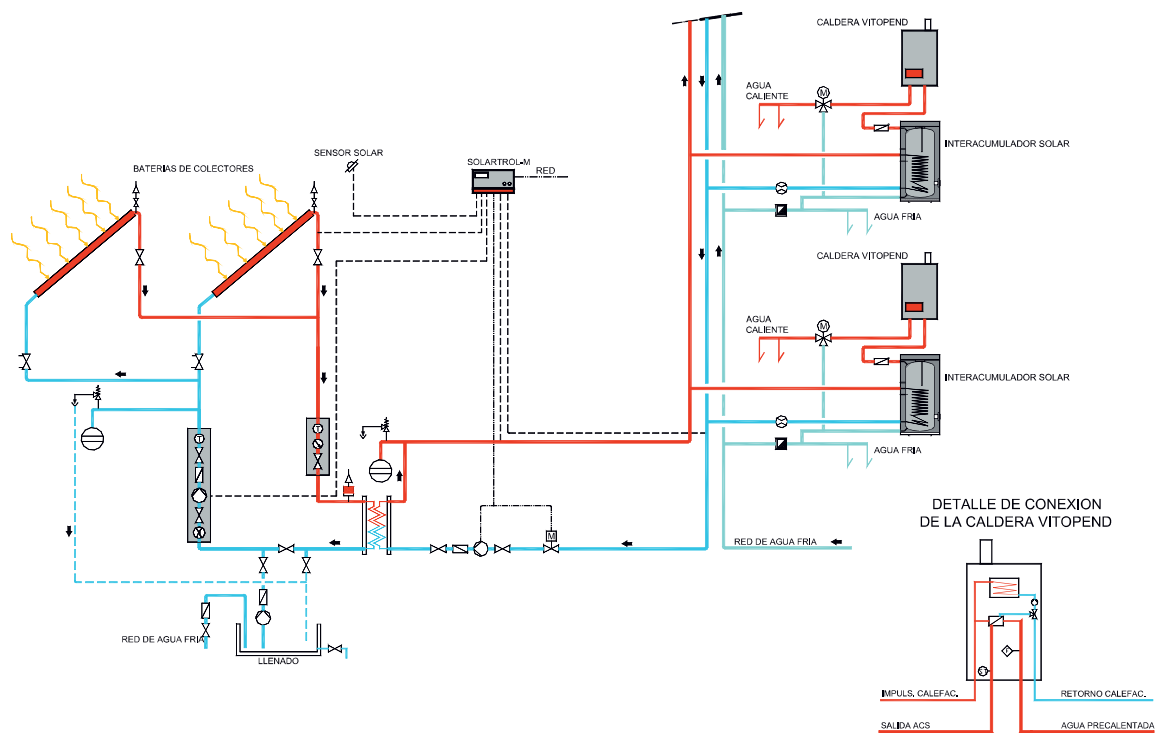 CALDERA VITOPEND
AGUA
CALIENTE
M
INTERACUMULADOR SOLAR
AGUA FRIA
BATERIAS DE COLECTORES
SENSOR SOLAR
SOLARTROL-M
RED
CALDERA VITOPEND
AGUA
CALIENTE
M
INTERACUMULADOR SOLAR
AGUA FRIA
T
T
M
RED DE AGUA FRIA
RED DE AGUA FRIA
LLENADO
DETALLE DE CONEXION
DE LA CALDERA VITOPEND
IMPULS. CALEFAC.
RETORNO CALEFAC.
SALIDA ACS
AGUA PRECALENTADA